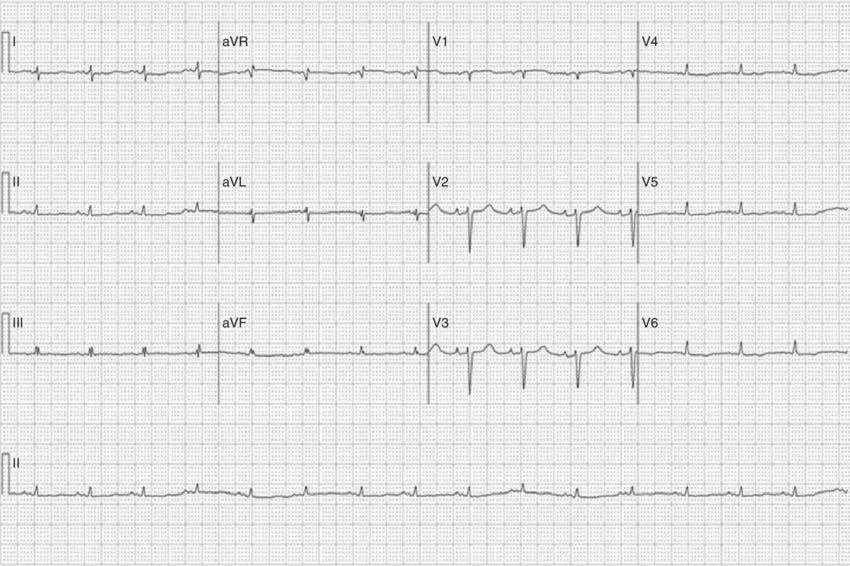 I aVR V1 V4
II aVL V2 V5
III aVF V3 V6
II